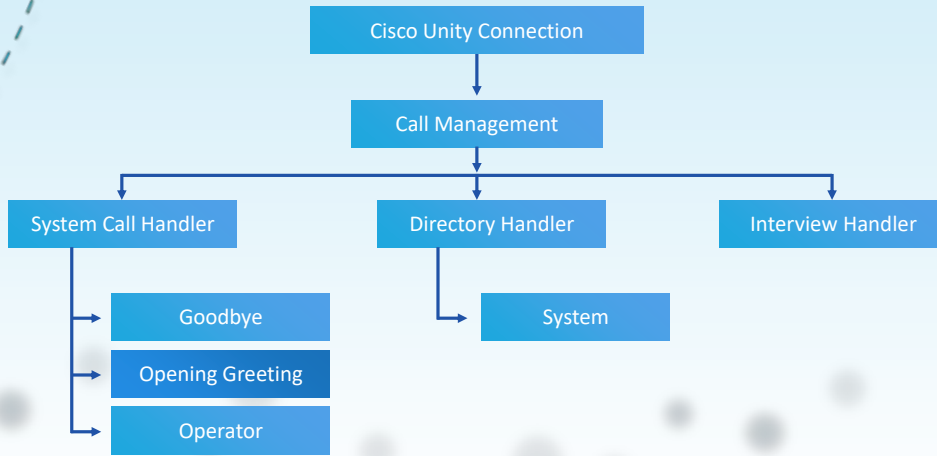 Cisco Unity Connection
Call Management
System Call Handler
Directory Handler
Interview Handler
Goodbye
System
Opening Greeting
Operator